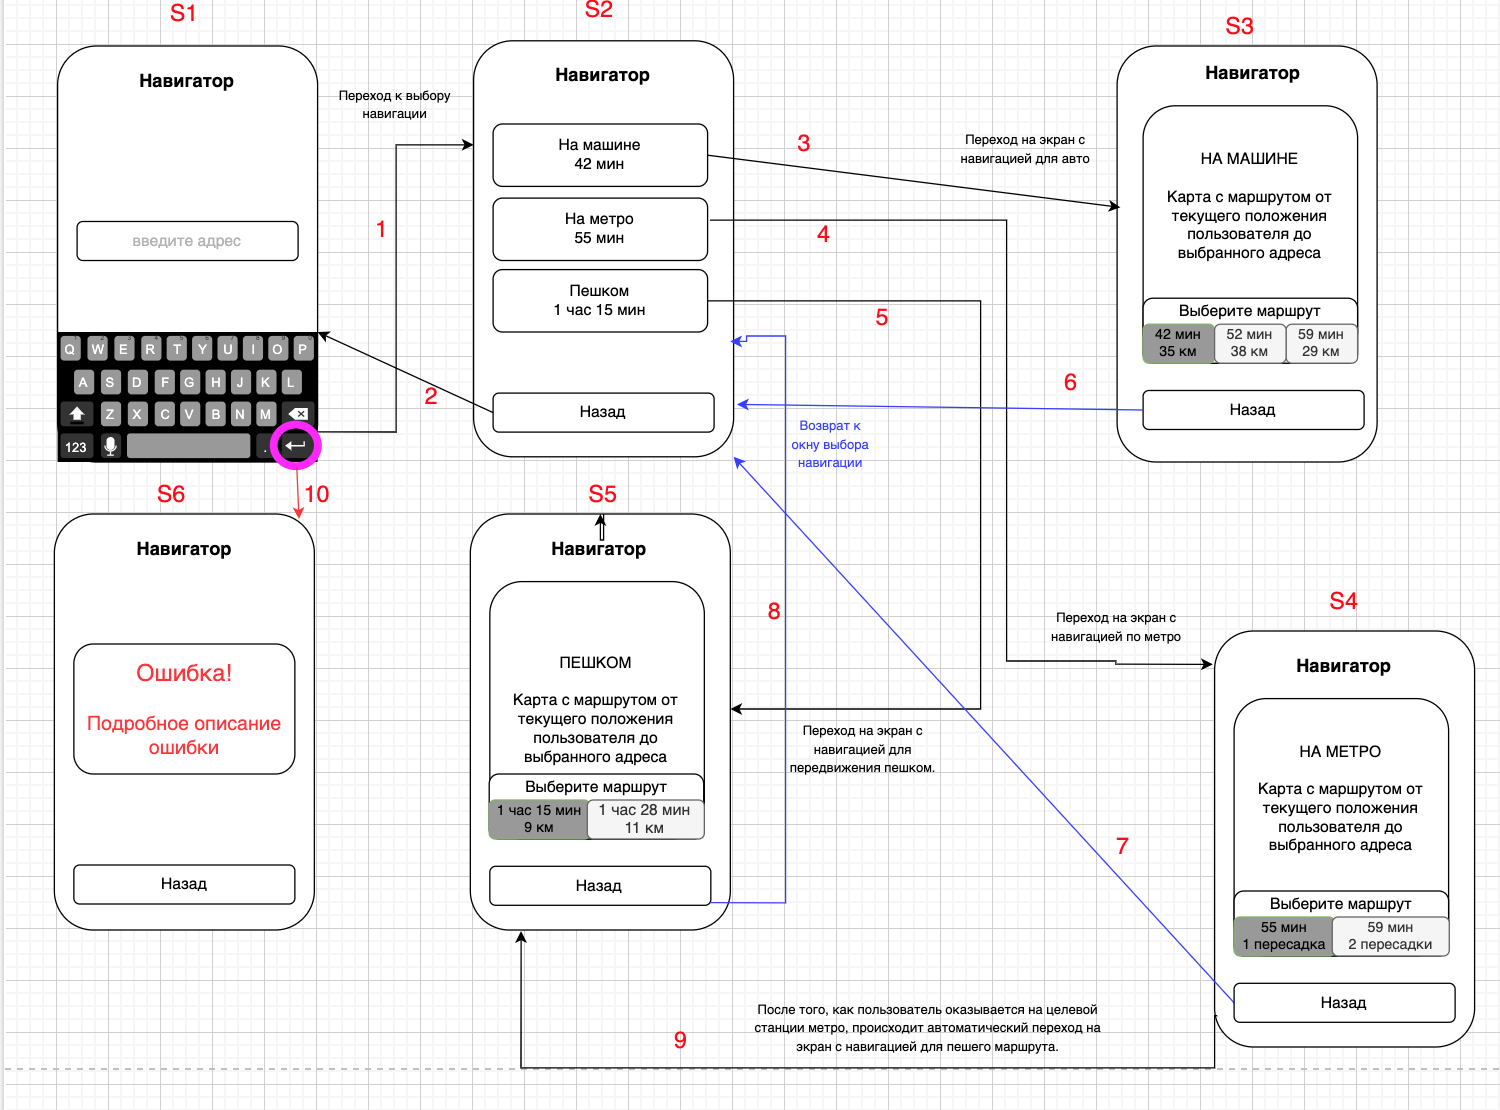 S1
Навигатор
введите адрес
Q W E R T Y U I O P
A S D F G H J K L
Z X C V B N M
123 .
Переход к выбору
навигации
1
2
S2
Навигатор
На машине
42 мин
На метро
55 мин
Пешком
1 час 15 мин
Назад
3
4
5
Переход на экран с
навигацией для авто
S3
Навигатор
НА МАШИНЕ
Карта с маршрутом от
текущего положения
пользователя до
выбранного адреса
Выберите маршрут
42 мин
35 км
52 мин
38 км
59 мин
29 км
Назад
6
Возврат к
окну выбора
навигации
S6
10
Навигатор
Ошибка!
Подробное описание
ошибки
Назад
S5
Навигатор
ПЕШКОМ
Карта с маршрутом от
текущего положения
пользователя до
выбранного адреса
Выберите маршрут
1 час 15 мин
9 км
1 час 28 мин
11 км
Назад
8
Переход на экран с
навигацией для
передвижения пешком.
7
Переход на экран с
навигацией по метро
S4
Навигатор
НА МЕТРО
Карта с маршрутом от
текущего положения
пользователя до
выбранного адреса
Выберите маршрут
55 мин
1 пересадка
59 мин
2 пересадки
Назад
9
После того, как пользователь оказывается на целевой
станции метро, происходит автоматический переход на
экран с навигацией для пешего маршрута.